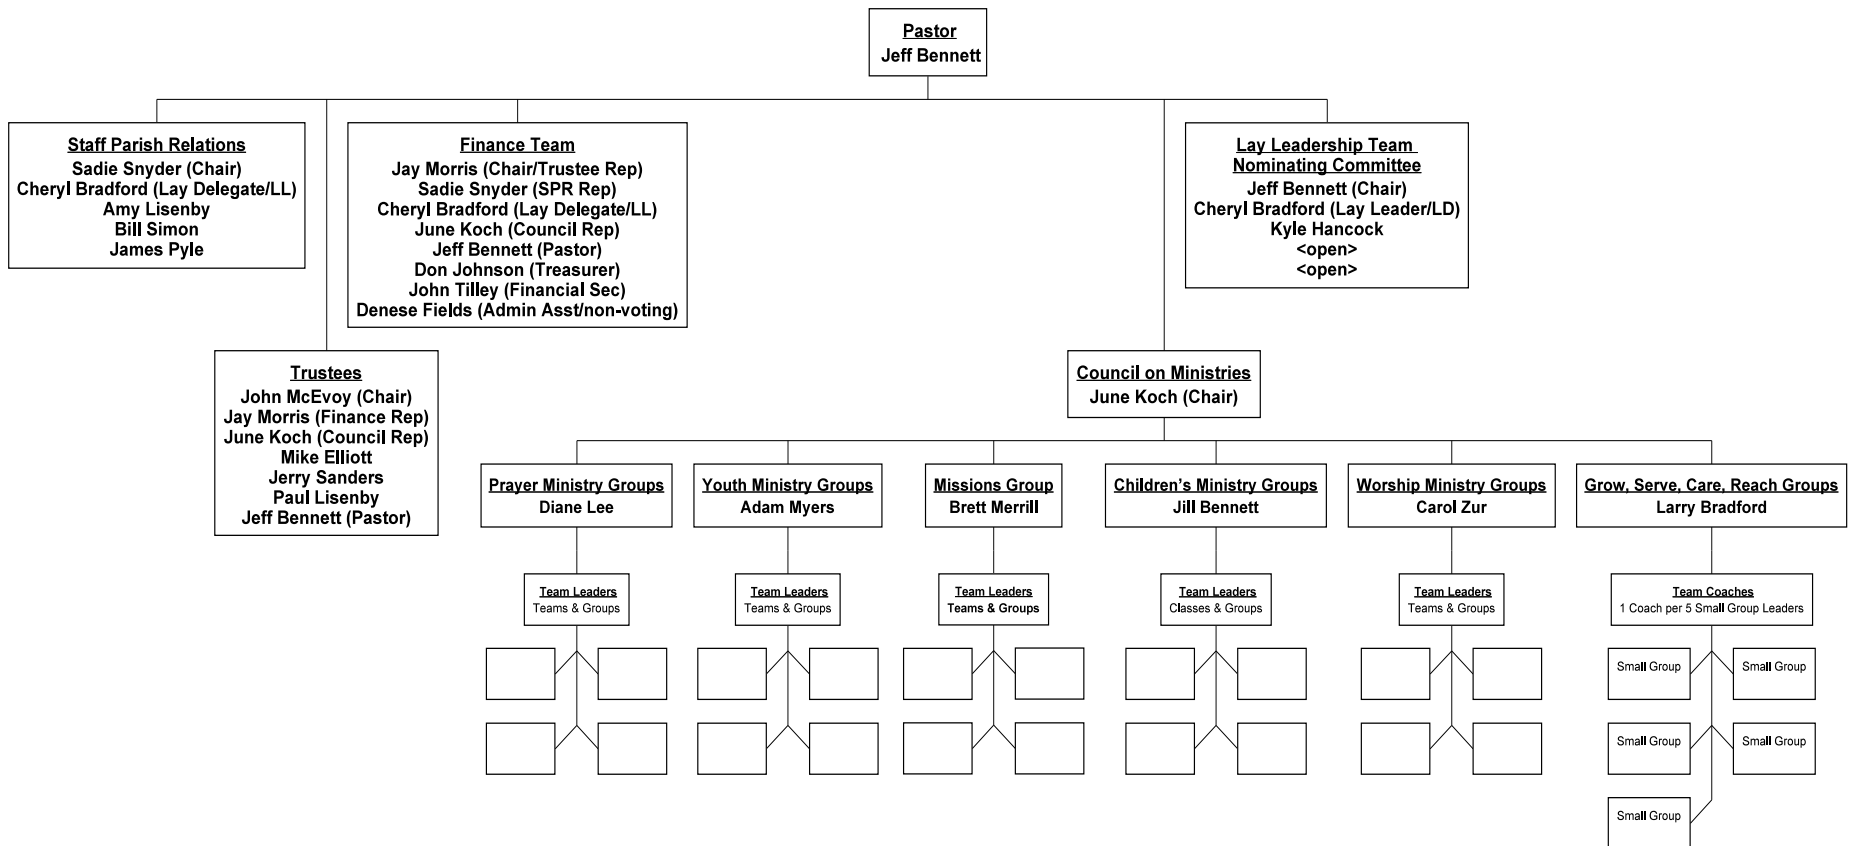 Pastor
Jeff Bennett
Staff Parish Relations
Sadie Snyder (Chair)
Cheryl Bradford (Lay Delegate/LL)
Amy Lisenby
Bill Simon
James Pyle
Finance Team
Jay Morris (Chair/Trustee Rep)
Sadie Snyder (SPR Rep)
Cheryl Bradford (Lay Delegate/LL)
June Koch (Council Rep)
Jeff Bennett (Pastor)
Don Johnson (Treasurer)
John Tilley (Financial Sec)
Denese Fields (Admin Asst/non-voting)
Lay Leadership Team
Nominating Committee
Jeff Bennett (Chair)
Cheryl Bradford (Lay Leader/LD)
Kyle Hancock
<open>
<open>
Trustees
John McEvoy (Chair)
Jay Morris (Finance Rep)
June Koch (Council Rep)
Mike Elliott
Jerry Sanders
Paul Lisenby
Jeff Bennett (Pastor)
Council on Ministries
June Koch (Chair)
Prayer Ministry Groups
Diane Lee
Youth Ministry Groups
Adam Myers
Missions Group
Brett Merrill
Children’s Ministry Groups
Jill Bennett
Worship Ministry Groups
Carol Zur
Grow, Serve, Care, Reach Groups
Larry Bradford
Team Leaders
Teams & Groups
Team Leaders
Teams & Groups
Team Leaders
Teams & Groups
Team Leaders
Classes & Groups
Team Leaders
Teams & Groups
Team Coaches
1 Coach per 5 Small Group Leaders
Small Group
Small Group
Small Group
Small Group
Small Group